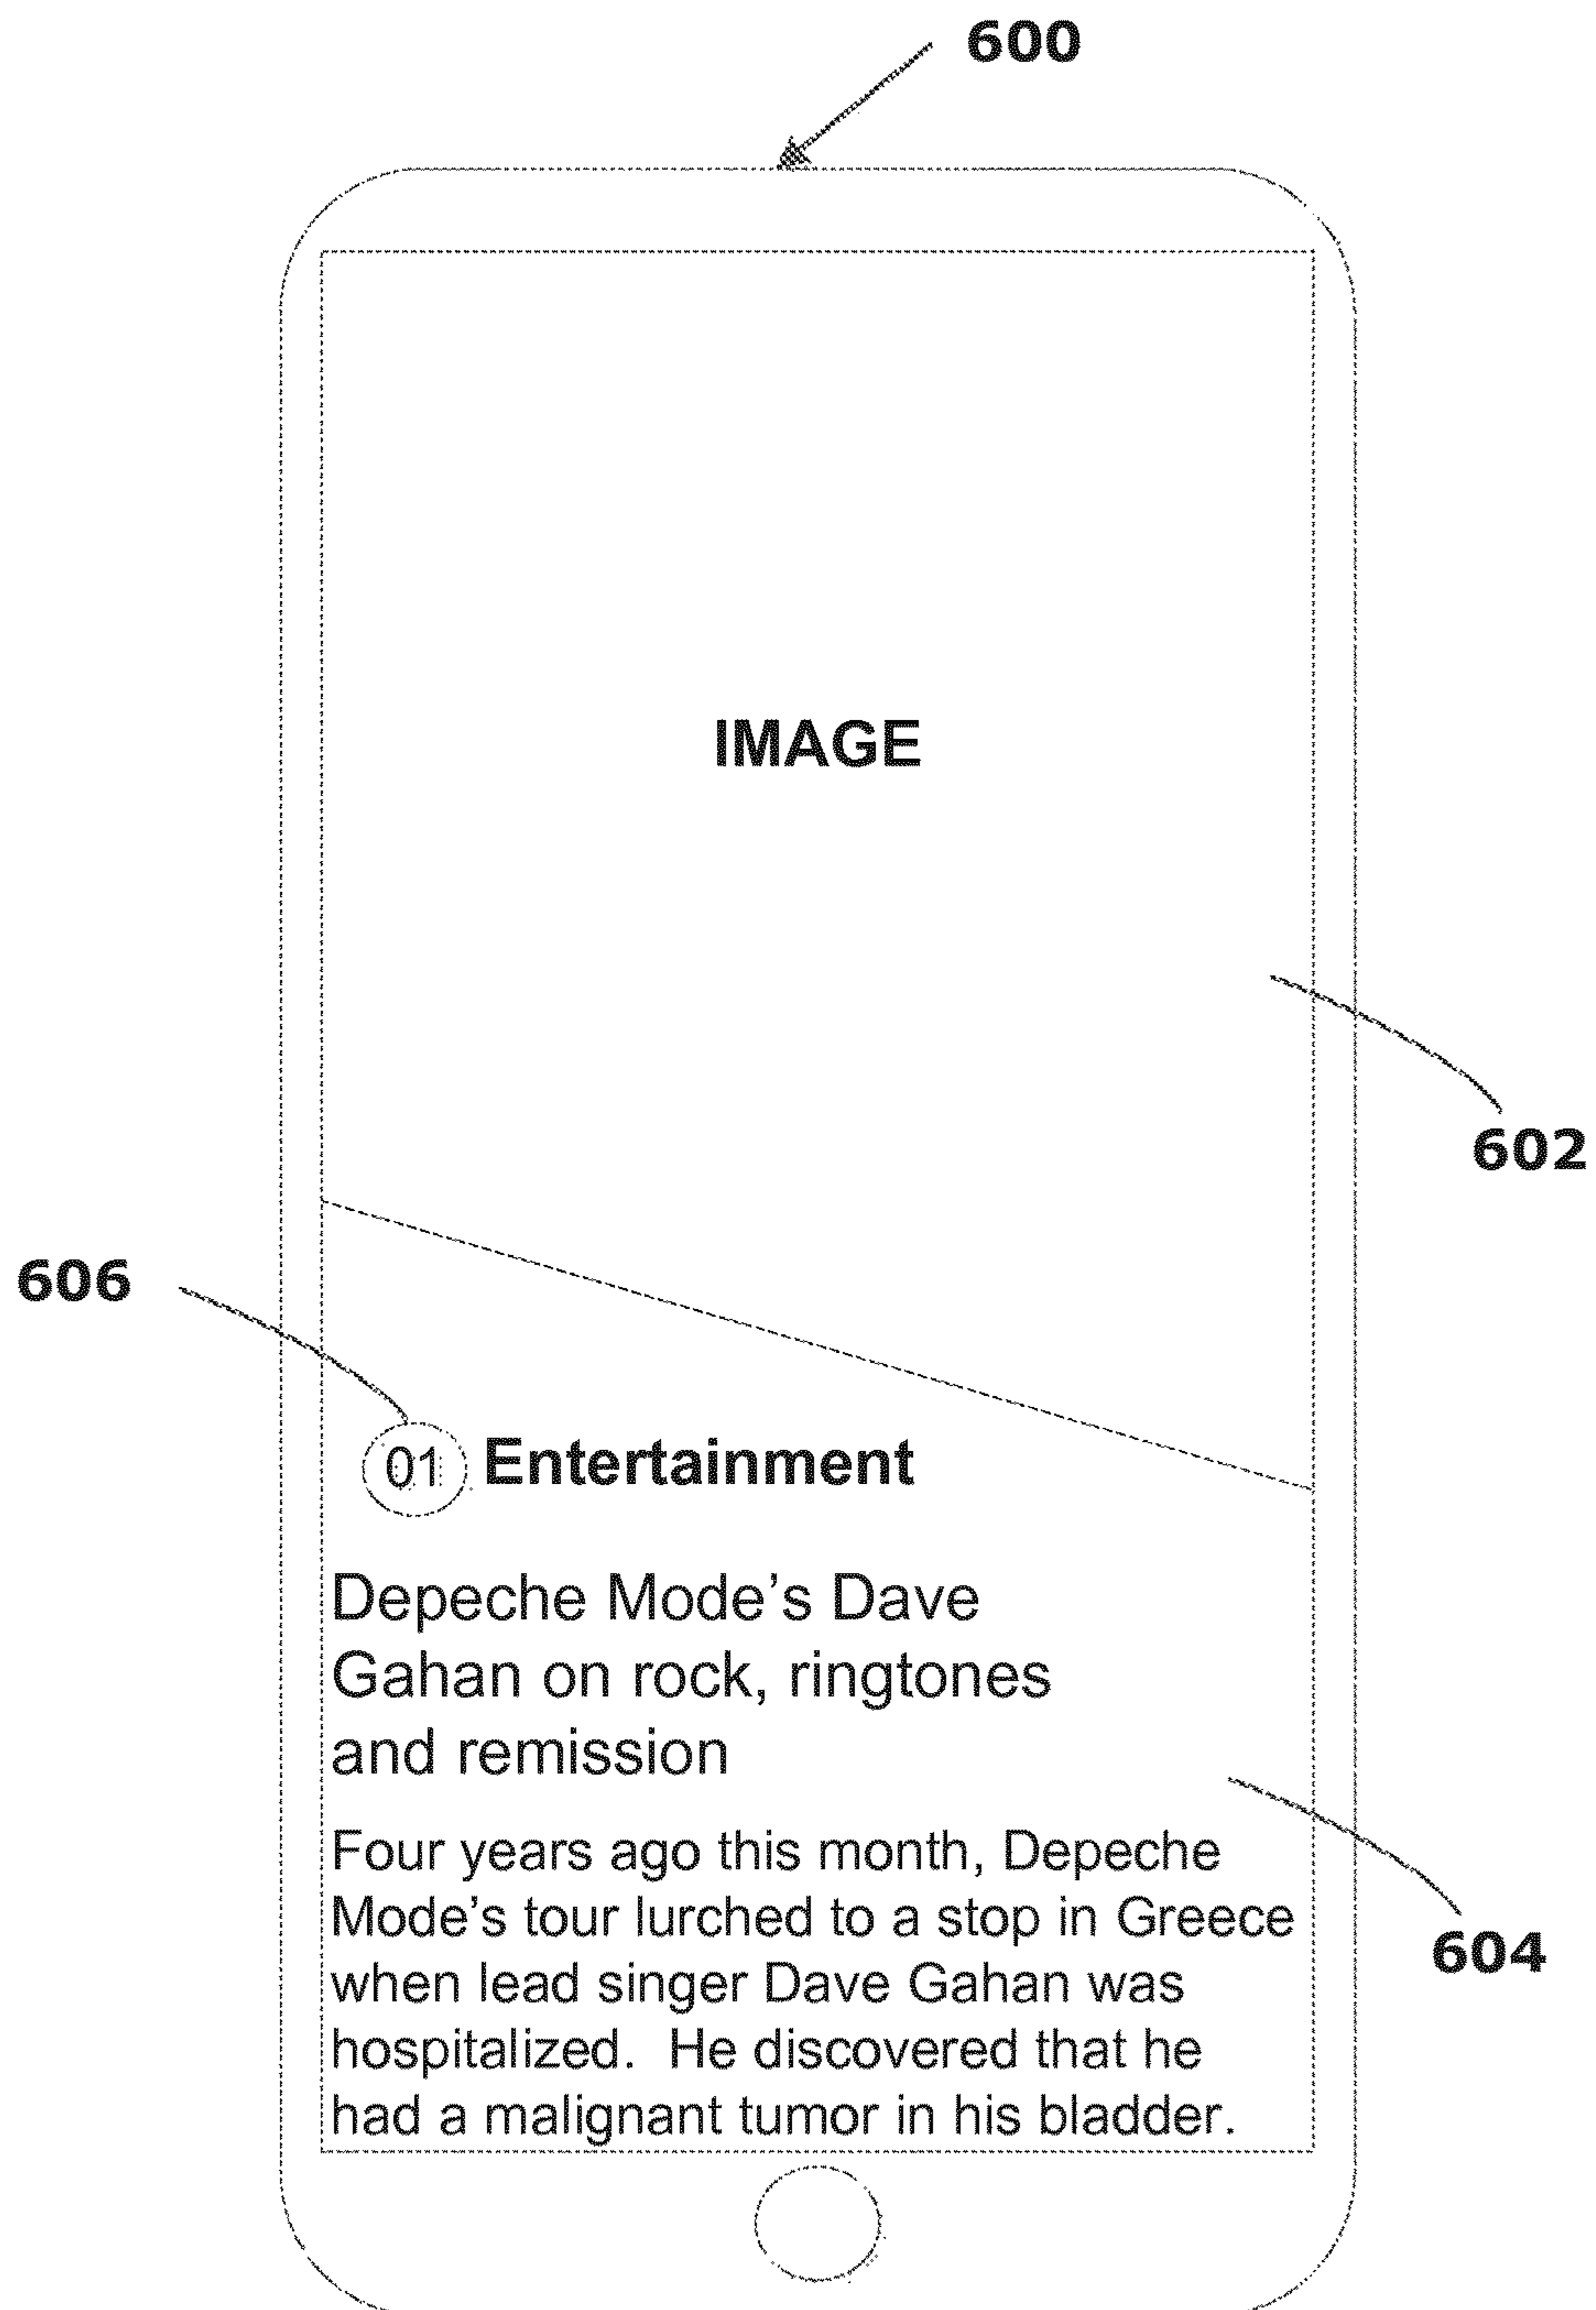 600
IMAGE
602
606
01 Entertainment
Depeche Mode’s Dave
Gahan on rock, ringtones
and remission
Four years ago this month, Depeche
Mode’s tour lurched to a stop in Greece
when lead singer Dave Gahan was
hospitalized.  He discovered that he
had a malignant tumor in his bladder.
604